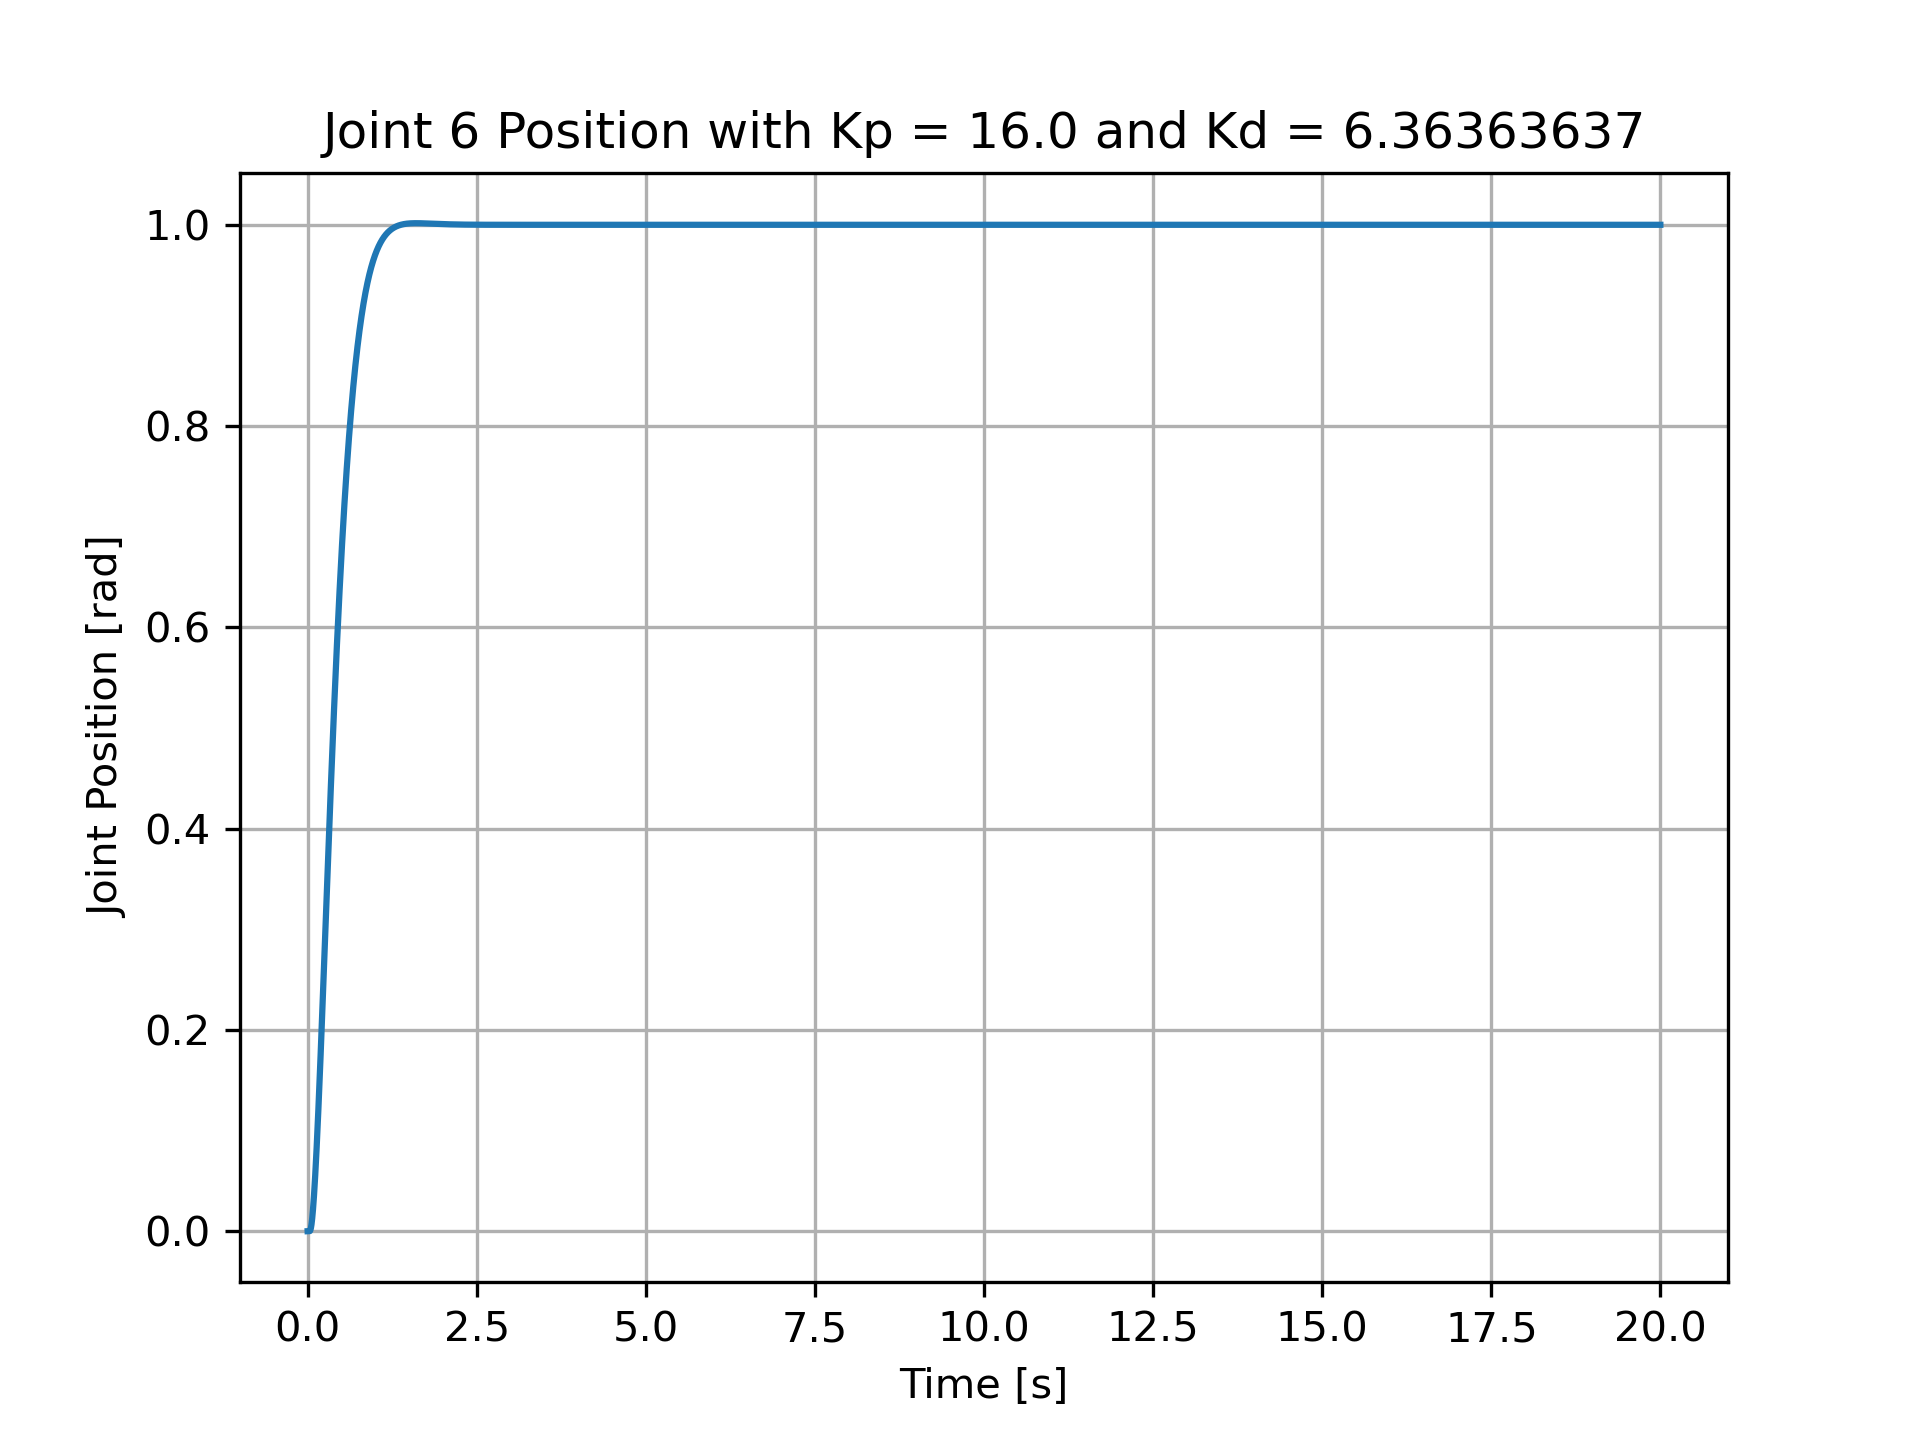 Joint 6 Position with Kp = 16.0 and Kd = 6.36363637
Joint Position [rad]
1.0
0.8
0.6
0.4
0.2
0.0
0.0 2.5 5.0 7.5 10.0 12.5 15.0 17.5 20.0
Time [s]